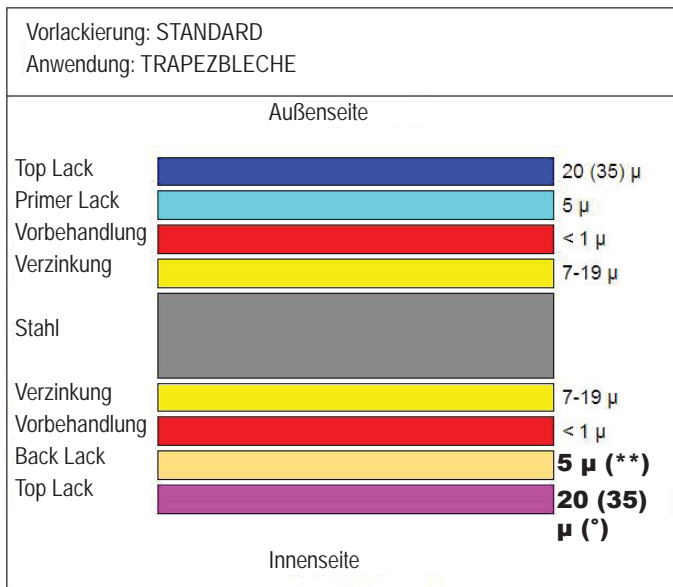 Vorlackierung: STANDARD
Anwendung: TRAPEZBLECHE
Außenseite
Top Lack 20 (35) µ
Primer Lack 5 µ
Vorbehandlung < 1 µ
Verzinkung 7-19 µ
Stahl
Verzinkung 7-19 µ
Vorbehandlung < 1 µ
Back Lack 5 µ (**)
Top Lack 20 (35)
µ (°)
Innenseite